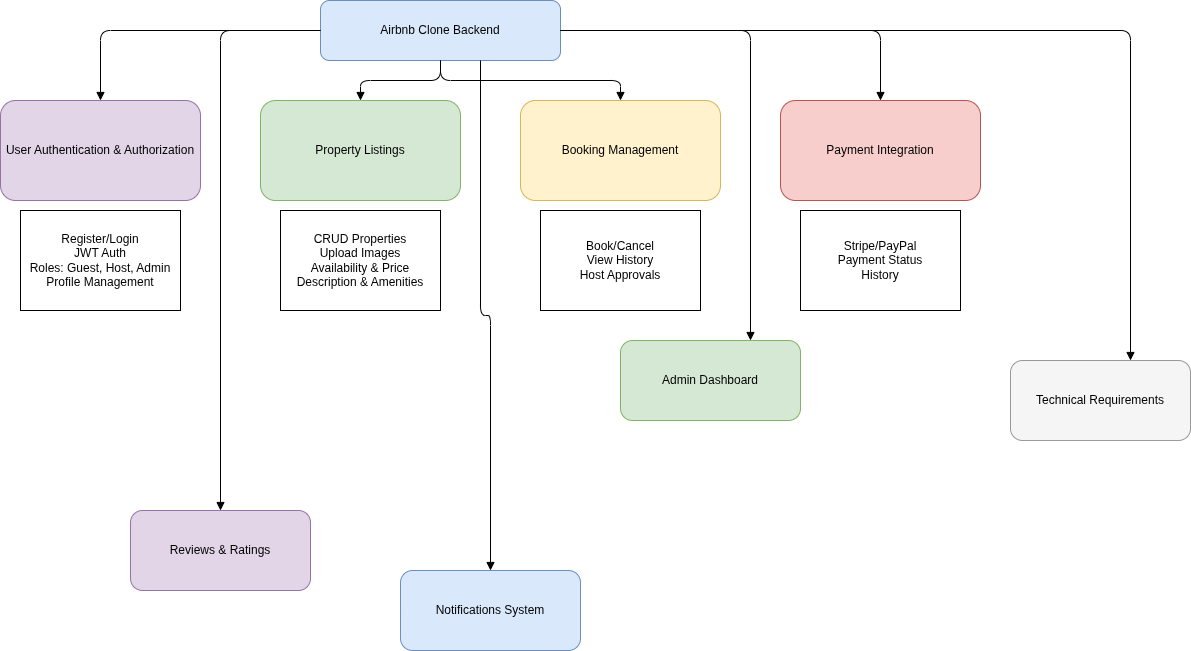 Airbnb Clone Backend
User Authentication & Authorization
Property Listings
Booking Management
Payment Integration
Register/Login
JWT Auth
Roles: Guest, Host, Admin
Profile Management
CRUD Properties
Upload Images
Availability & Price
Description & Amenities
Book/Cancel
View History
Host Approvals
Stripe/PayPal
Payment Status
History
Admin Dashboard
Technical Requirements
Reviews & Ratings
Notifications System